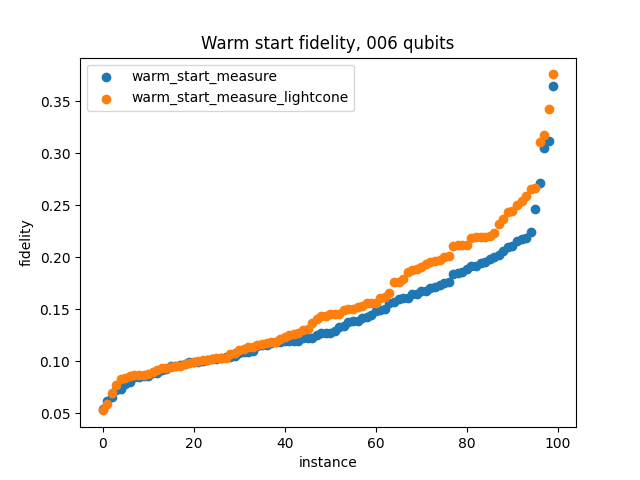 Warm start fidelity, 006 qubits
warm_start_measure
warm_start_measure_lightcone
fidelity
0.35
0.30
0.25
0.20
0.15
0.10
0.05
0 20 40 60 80 100
instance